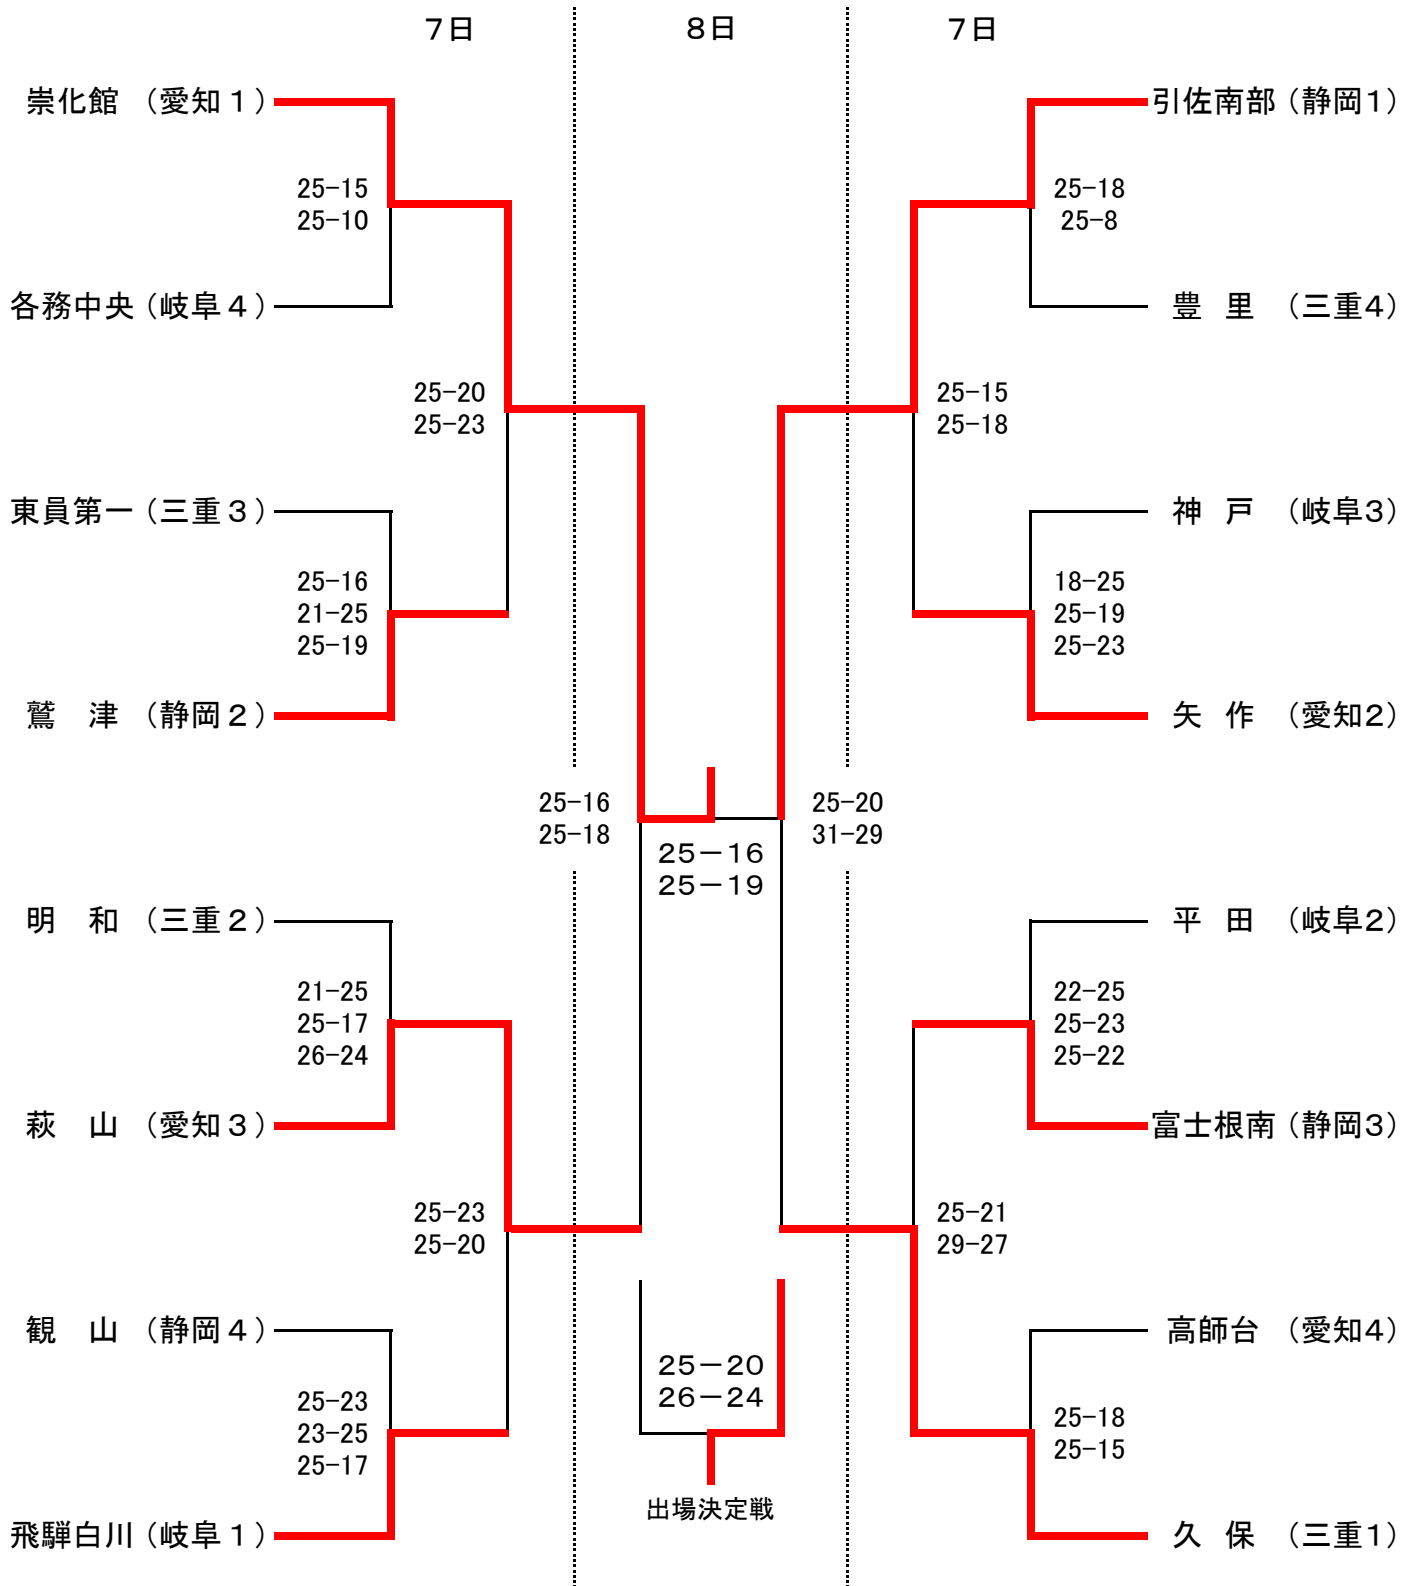 7日 8日 7日
崇化館 （愛知１）
引佐南部（静岡1）
25-15
25-10
25-18
25-8
各務中央（岐阜４）
豊 里 （三重4）
25-20
25-23
25-15
25-18
東員第一（三重３）
神 戸 （岐阜3）
25-16
21-25
25-19
18-25
25-19
25-23
鷲 津 （静岡２）
矢 作 （愛知2）
25-16
25-18
25-20
31-29
25－16
25－19
明 和 （三重２）
平 田 （岐阜2）
21-25
25-17
26-24
22-25
25-23
25-22
萩 山 （愛知３）
富士根南（静岡3）
25-23
25-20
25-21
29-27
観 山 （静岡４）
高師台 （愛知4）
25－20
26－24
25-23
23-25
25-17
25-18
25-15
出場決定戦
飛騨白川（岐阜１）
久 保 （三重1）